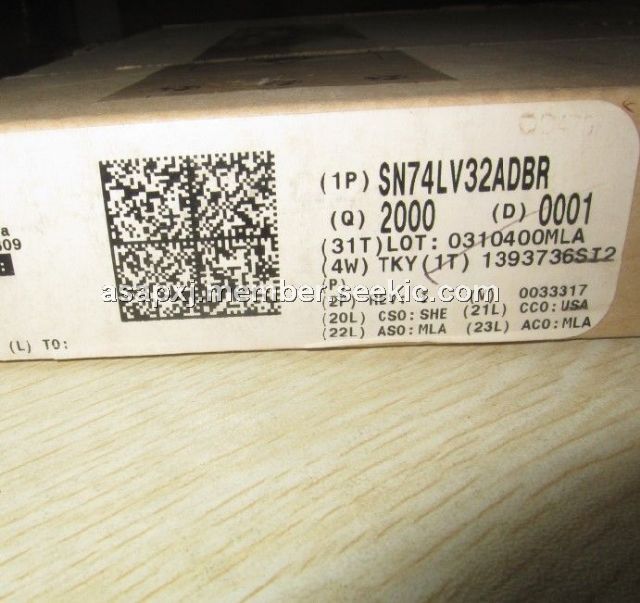 (1P) SN74LV32ADBR
(Q) 2000 (D) 0001
(31T)LOT: 0310400MLA
(4W) TKY(1T) 1393736SI2
asapxj.member.seekic.com
0033317
(20L) CSO:SHE (21L) CCO:USA
(22L) ASO:MLA (23L) ACO:MLA
a
09
(L) TO: